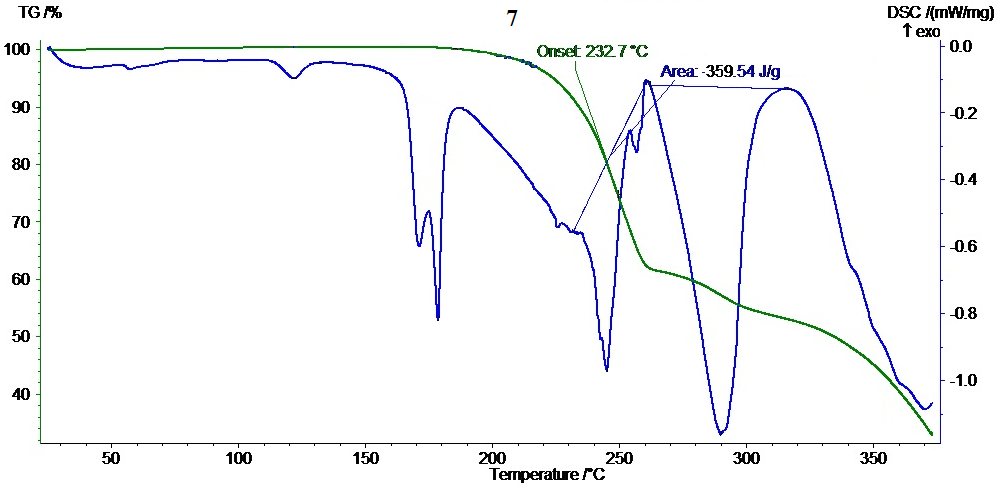 7
TG /%
DSC /(mW/mg)
↑ exo
100
90
80
70
60
50
40
Onset: 232.7 °C
Area: -359.54 J/g
0.0
-0.2
-0.4
-0.6
-0.8
-1.0
50 100 150 200 250 300 350
Temperature /°C